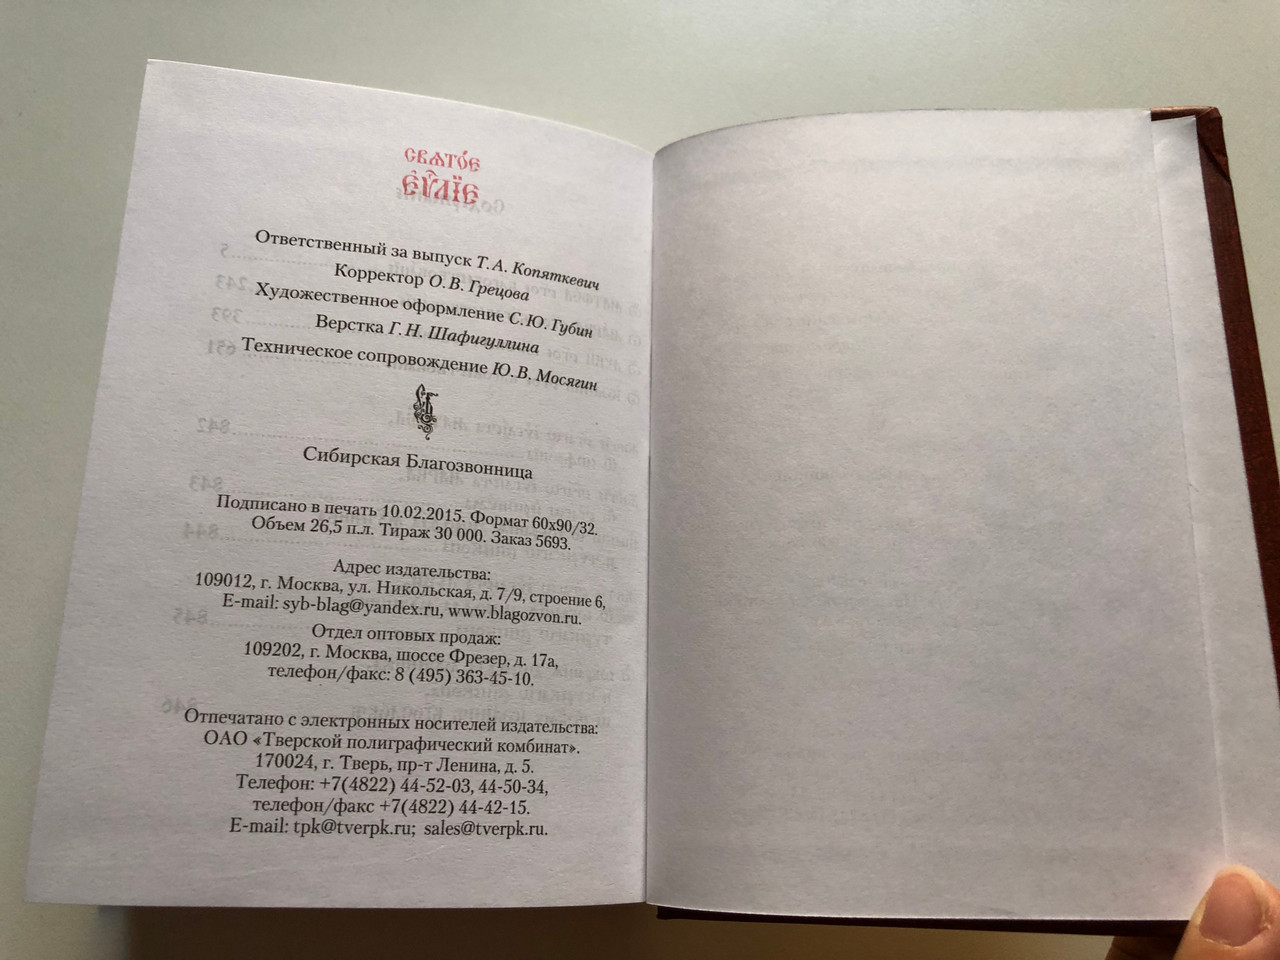 свѧто́е
є҆ѵⷢ҇лїе
Ответственный за выпуск Т. А. Копяткевич
Корректор О. В. Грецова
Художественное оформление С. Ю. Губин
Верстка Г. Н. Шафигуллина
Техническое сопровождение Ю. В. Мосягин
Сибирская Благозвонница
Подписано в печать 10.02.2015. Формат 60х90/32.
Объем 26,5 п.л. Тираж 30 000. Заказ 5693.
Адрес издательства:
109012, г. Москва, ул. Никольская, д. 7/9, строение 6,
E-mail: syb-blag@yandex.ru, www.blagozvon.ru.
Отдел оптовых продаж:
109202, г. Москва, шоссе Фрезер, д. 17а,
телефон/факс: 8 (495) 363-45-10.
Отпечатано с электронных носителей издательства:
ОАО «Тверской полиграфический комбинат».
170024, г. Тверь, пр-т Ленина, д. 5.
Телефон: +7(4822) 44-52-03, 44-50-34,
телефон/факс +7(4822) 44-42-15.
E-mail: tpk@tverpk.ru; sales@tverpk.ru.